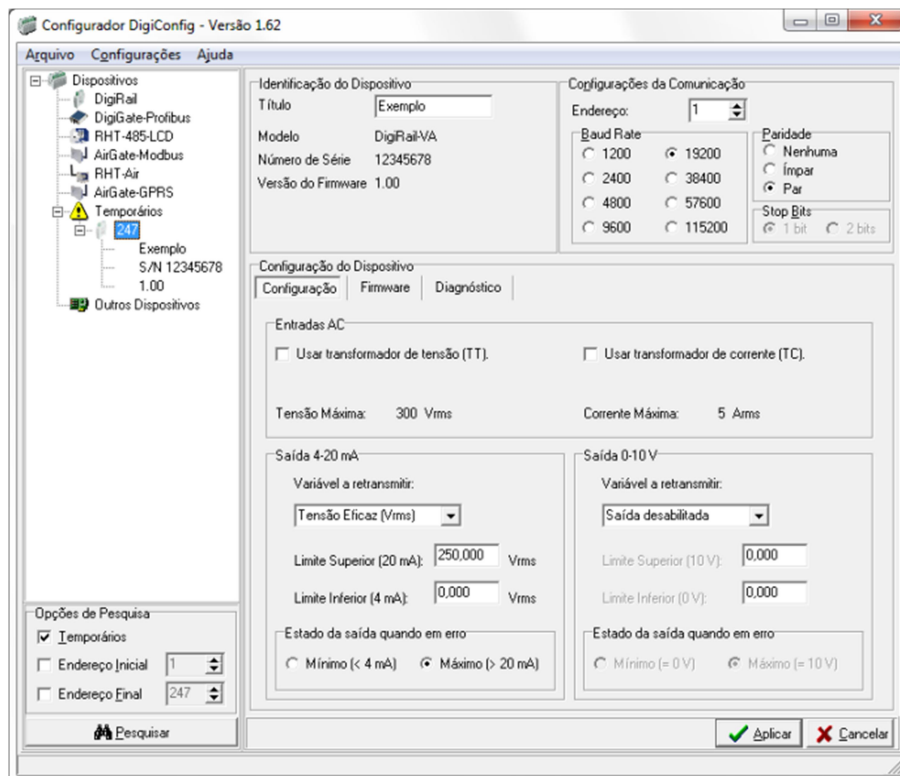 Configurador DigiConfig - Versão 1.62
Arquivo Configurações Ajuda
Dispositivos
DigiRail
DigiGate-Profibus
RHT-485-LCD
AirGate-Modbus
RHT-Air
AirGate-GPRS
Temporários
247
Exemplo
S/N 12345678
1.00
Outros Dispositivos
Opções de Pesquisa
Temporários
Endereço Inicial 1
Endereço Final 247
Pesquisar
Identificação do Dispositivo
Título Exemplo
Modelo DigiRail-VA
Número de Série 12345678
Versão do Firmware 1.00
Configurações da Comunicação
Endereço: 1
Baud Rate
1200 19200
2400 38400
4800 57600
9600 115200
Paridade
Nenhuma
Ímpar
Par
Stop Bits
1 bit 2 bits
Configuração do Dispositivo
Configuração Firmware Diagnóstico
Entradas AC
Usar transformador de tensão (TT). Usar transformador de corrente (TC).
Tensão Máxima: 300 Vrms Corrente Máxima: 5 Arms
Saída 4-20 mA
Variável a retransmitir:
Tensão Eficaz (Vrms)
Limite Superior (20 mA): 250,000 Vrms
Limite Inferior (4 mA): 0,000 Vrms
Estado da saída quando em erro
Mínimo (< 4 mA) Máximo (> 20 mA)
Saída 0-10 V
Variável a retransmitir:
Saída desabilitada
Limite Superior (10 V): 0,000
Limite Inferior (0 V): 0,000
Estado da saída quando em erro
Mínimo (= 0 V) Máximo (= 10 V)
Aplicar Cancelar